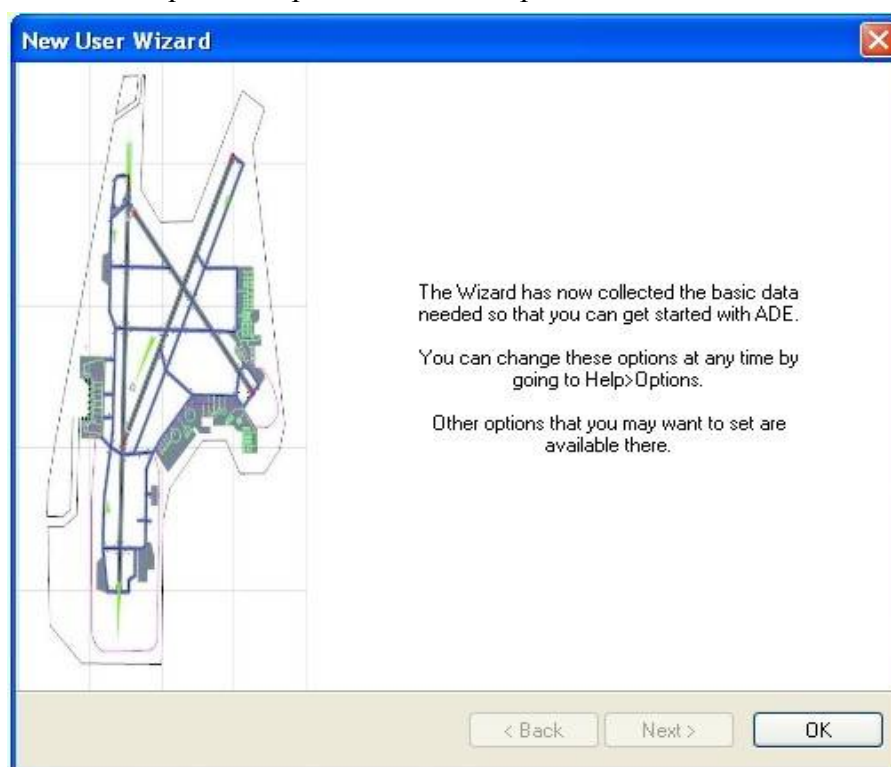 New User Wizard
The Wizard has now collected the basic data
needed so that you can get started with ADE.
You can change these options at any time by
going to Help>Options.
Other options that you may want to set are
available there.
< Back
Next >
OK